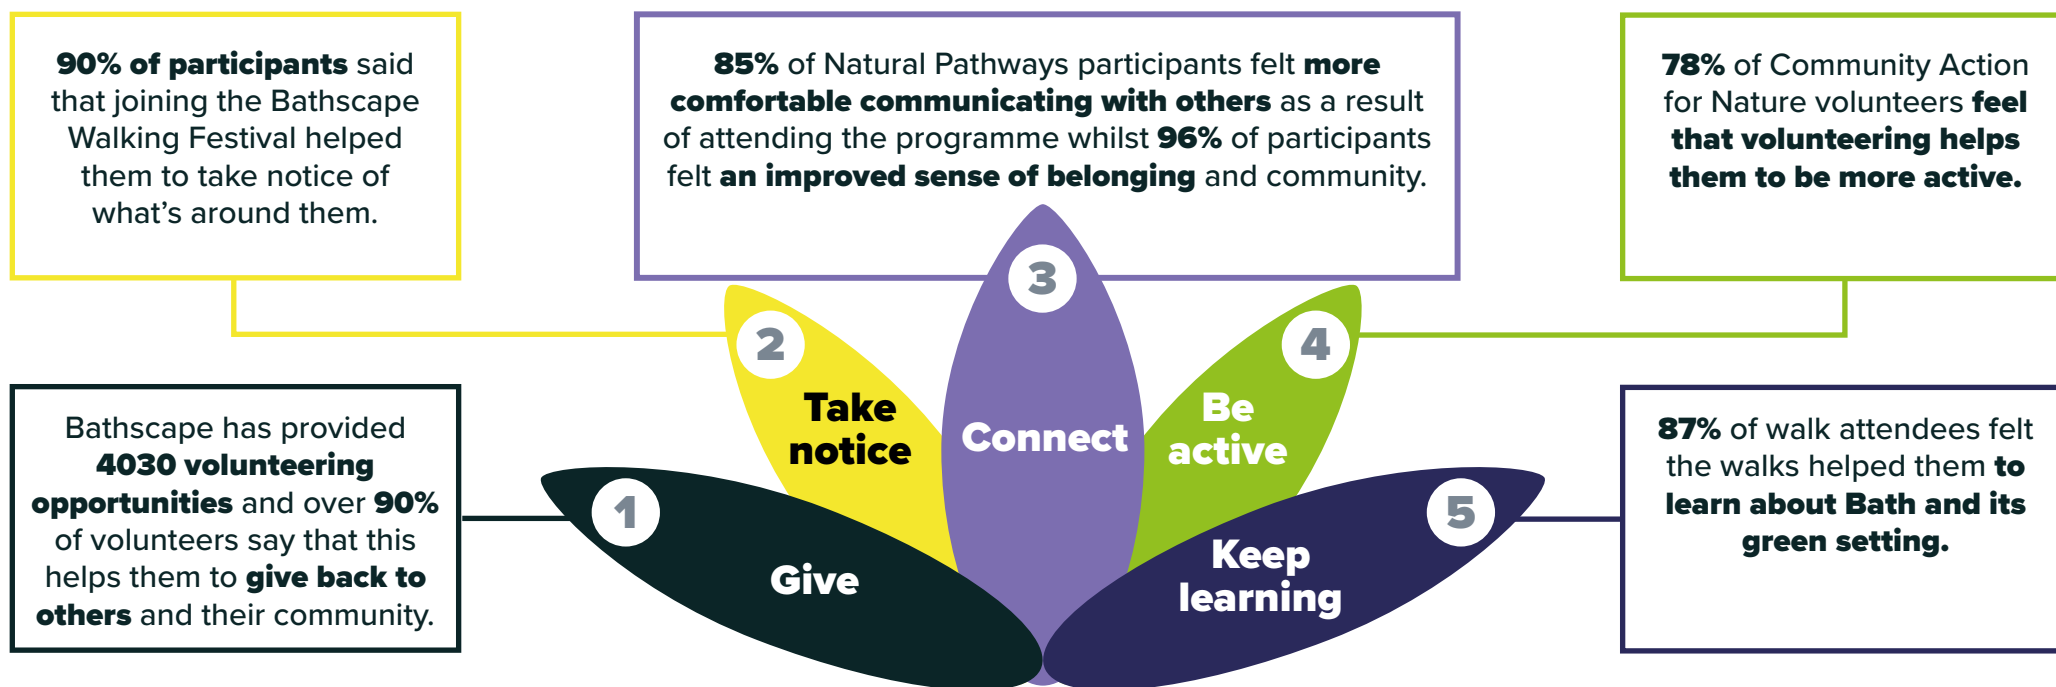 90% of participants said
that joining the Bathscape
Walking Festival helped
them to take notice of
what's around them.
85% of Natural Pathways participants felt more
comfortable communicating with others as a result
of attending the programme whilst 96% of participants
felt an improved sense of belonging and community.
78% of Community Action
for Nature volunteers feel
that volunteering helps
them to be more active.
Bathscape has provided
4030 volunteering
opportunities and over 90%
of volunteers say that this
helps them to give back to
others and their community.
1
Give
2
Take
notice
3
Connect
4
Be
active
5
Keep
learning
87% of walk attendees felt
the walks helped them to
learn about Bath and its
green setting.